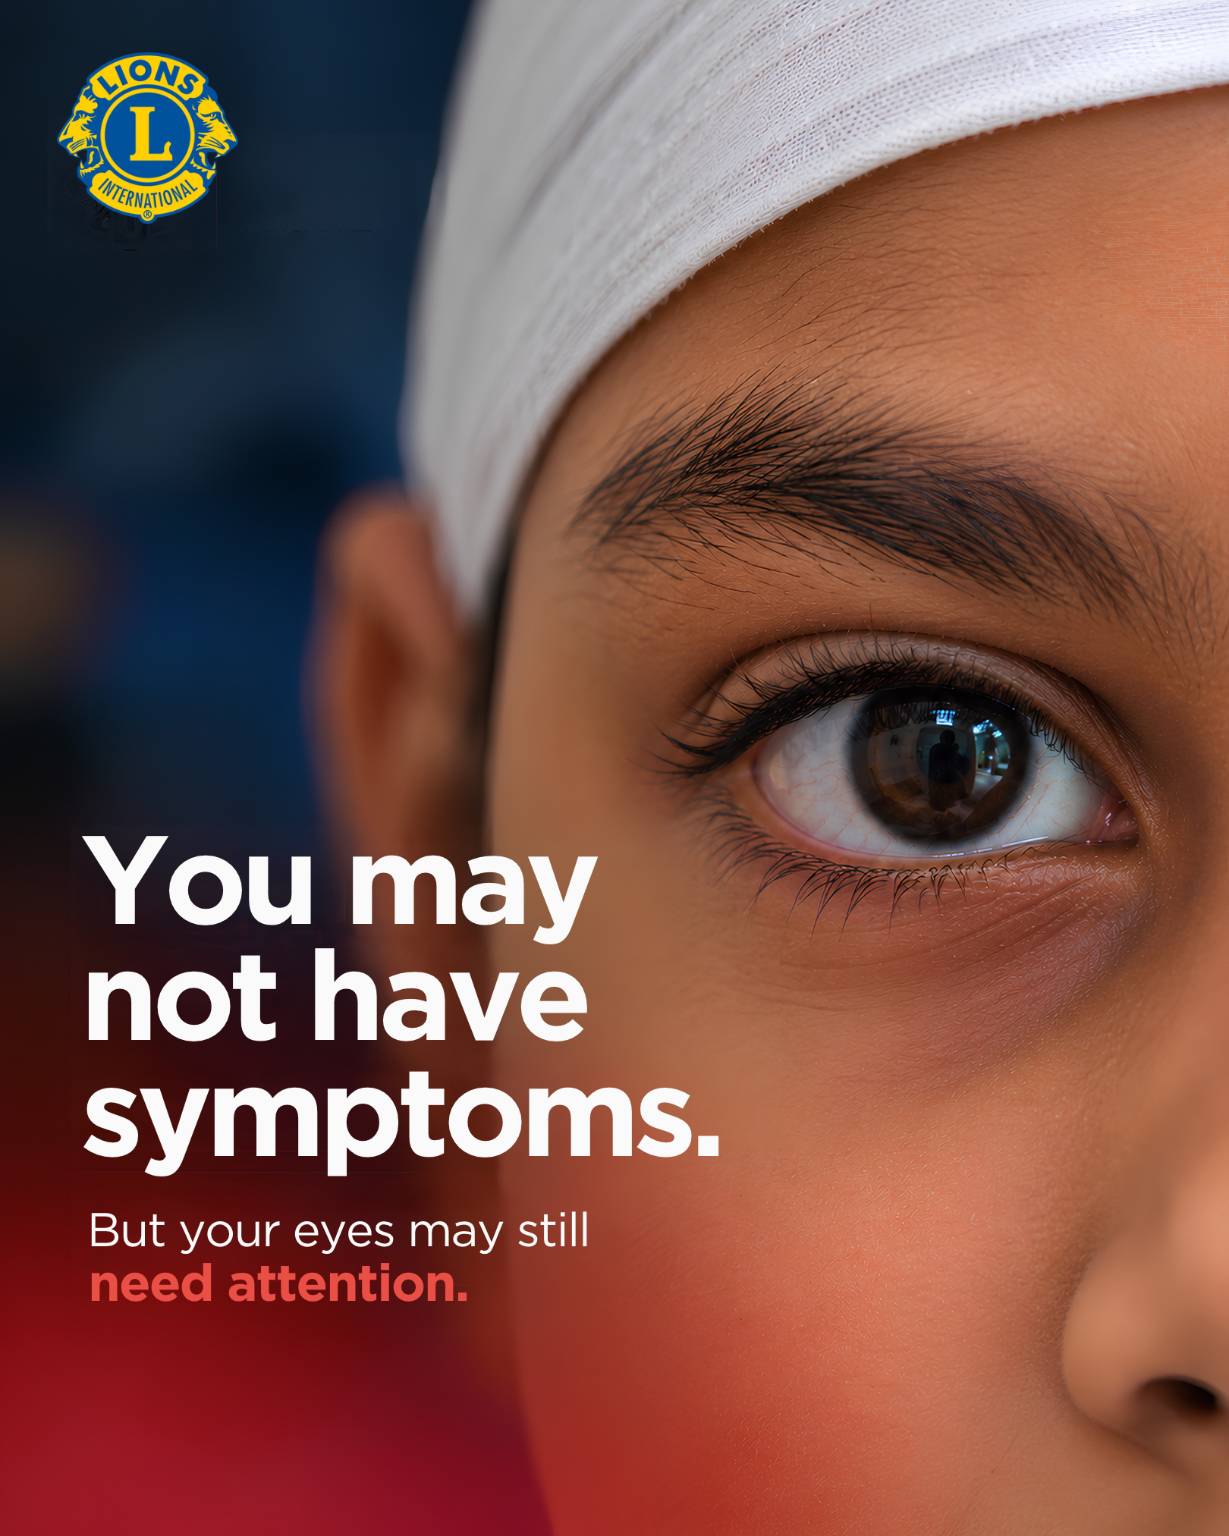 LIONS
L
INTERNATIONAL
®
You may
not have
symptoms.
But your eyes may still
need attention.